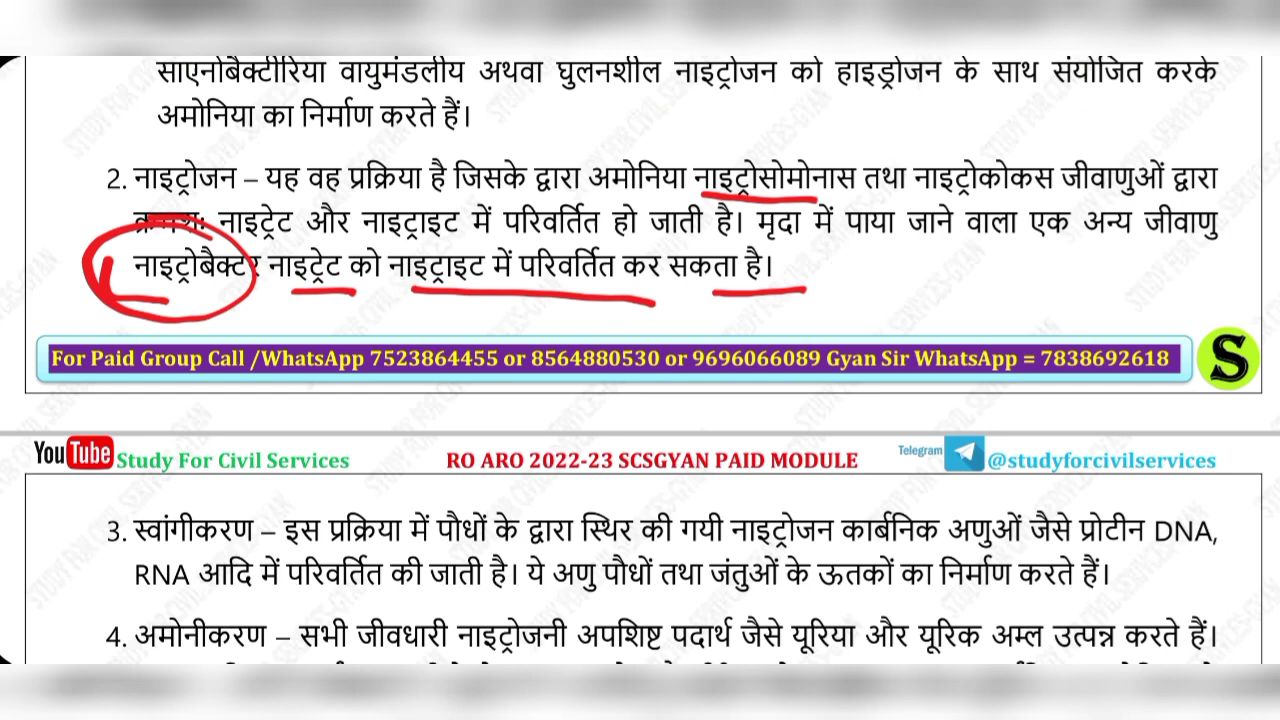 साएनोबैक्टीरिया वायुमंडलीय अथवा घुलनशील नाइट्रोजन को हाइड्रोजन के साथ संयोजित करके
अमोनिया का निर्माण करते हैं।
2. नाइट्रोजन – यह वह प्रक्रिया है जिसके द्वारा अमोनिया नाइट्रोसोमोनास तथा नाइट्रोकोकस जीवाणुओं द्वारा
क्रमशः नाइट्रेट और नाइट्राइट में परिवर्तित हो जाती है। मृदा में पाया जाने वाला एक अन्य जीवाणु
नाइट्रोबैक्टर नाइट्रेट को नाइट्राइट में परिवर्तित कर सकता है।
For Paid Group Call /WhatsApp 7523864455 or 8564880530 or 9696066089 Gyan Sir WhatsApp = 7838692618
S
YouTube Study For Civil Services RO ARO 2022-23 SCSGYAN PAID MODULE Telegram @studyforcivilservices
3. स्वांगीकरण – इस प्रक्रिया में पौधों के द्वारा स्थिर की गयी नाइट्रोजन कार्बनिक अणुओं जैसे प्रोटीन DNA,
RNA आदि में परिवर्तित की जाती है। ये अणु पौधों तथा जंतुओं के ऊतकों का निर्माण करते हैं।
4. अमोनीकरण – सभी जीवधारी नाइट्रोजनी अपशिष्ट पदार्थ जैसे यूरिया और यूरिक अम्ल उत्पन्न करते हैं।